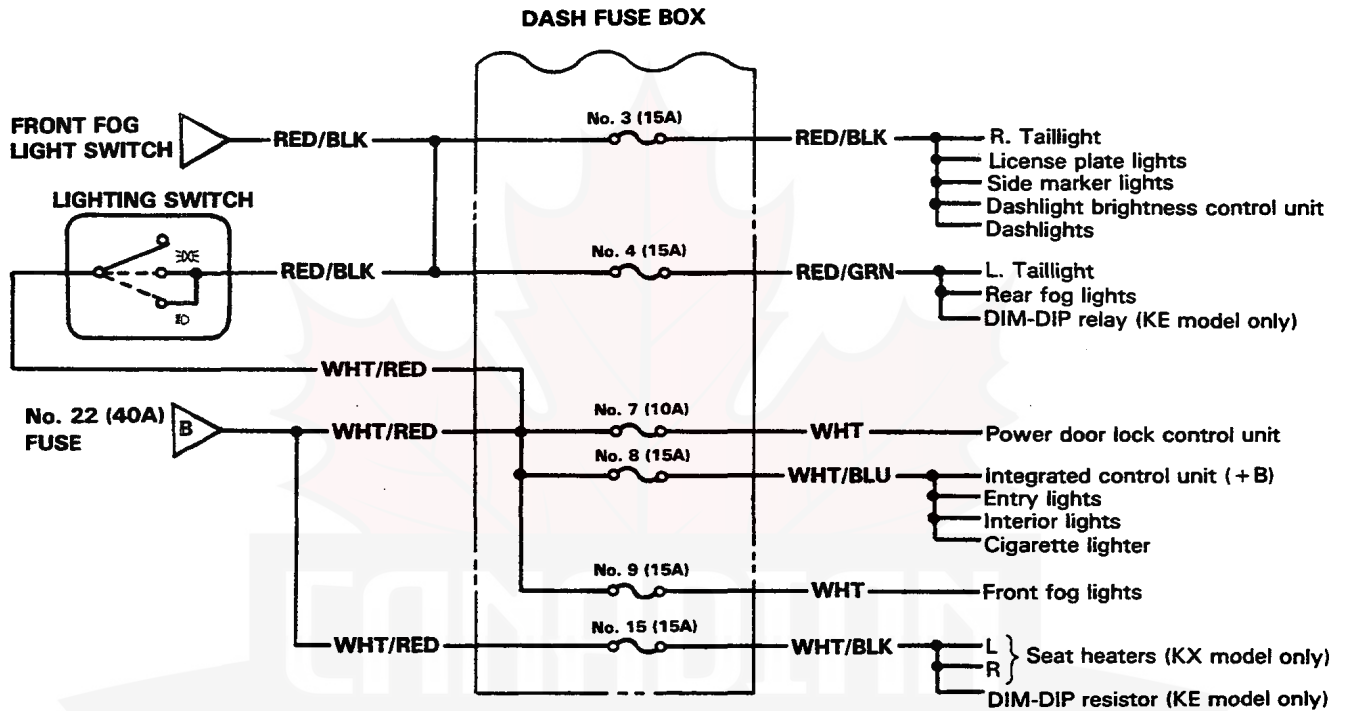 DASH FUSE BOX
FRONT FOG
LIGHT SWITCH
RED/BLK
No. 3 (15A)
RED/BLK
R. Taillight
License plate lights
Side marker lights
Dashlight brightness control unit
Dashlights
LIGHTING SWITCH
RED/BLK
No. 4 (15A)
RED/GRN
L. Taillight
Rear fog lights
DIM-DIP relay (KE model only)
WHT/RED
No. 22 (40A)
FUSE
B
WHT/RED
No. 7 (10A)
WHT
Power door lock control unit
No. 8 (15A)
WHT/BLU
Integrated control unit (+B)
Entry lights
Interior lights
Cigarette lighter
No. 9 (15A)
WHT
Front fog lights
WHT/RED
No. 15 (15A)
WHT/BLK
L
R
Seat heaters (KX model only)
DIM-DIP resistor (KE model only)
CANADIAN